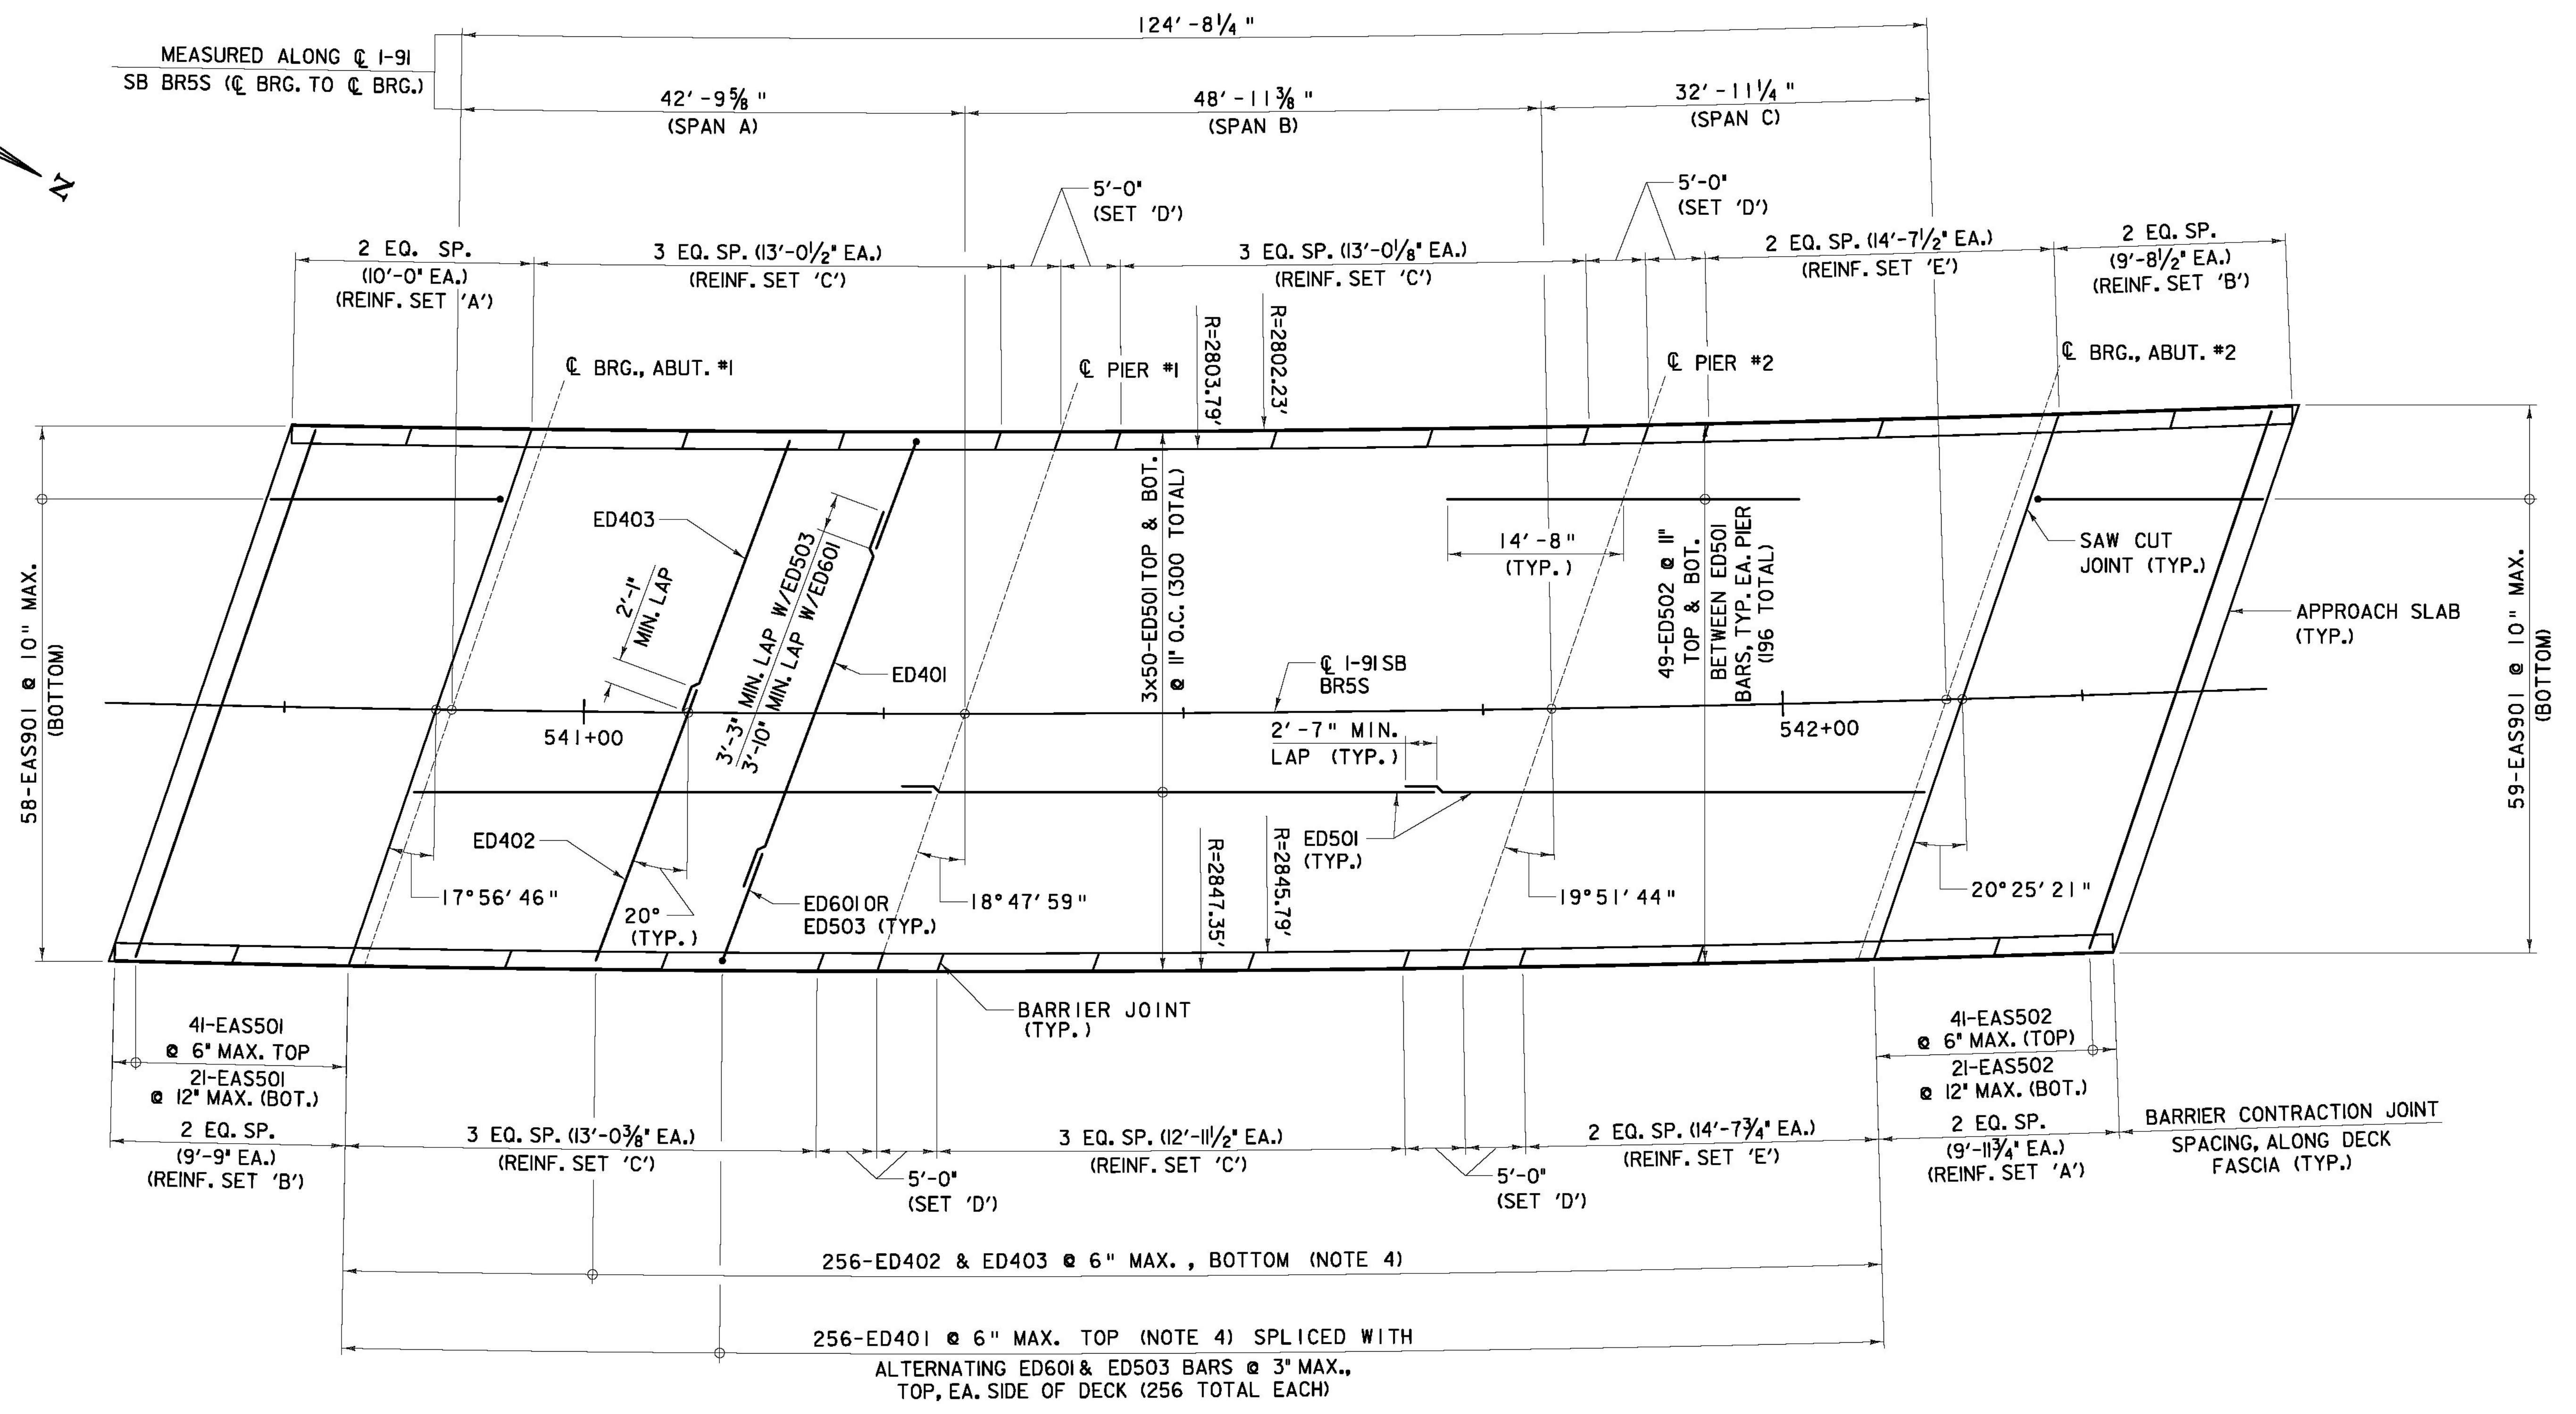 124'-8¼"
MEASURED ALONG ℄ I-91
SB BR5S (℄ BRG. TO ℄ BRG.)
42'-9⅝"
(SPAN A)
48'-11⅜"
(SPAN B)
32'-11¼"
(SPAN C)
N
5'-0"
(SET 'D')
5'-0"
(SET 'D')
2 EQ. SP.
(10'-0" EA.)
(REINF. SET 'A')
3 EQ. SP. (13'-0½" EA.)
(REINF. SET 'C')
3 EQ. SP. (13'-0⅛" EA.)
(REINF. SET 'C')
2 EQ. SP. (14'-7½" EA.)
(REINF. SET 'E')
2 EQ. SP.
(9'-8½" EA.)
(REINF. SET 'B')
R=2803.79'
R=2802.23'
℄ BRG., ABUT. #1
℄ PIER #1
℄ PIER #2
℄ BRG., ABUT. #2
58-EAS901 @ 10" MAX.
(BOTTOM)
ED403
2'-1"
MIN. LAP
3'-3" MIN. LAP W/ED503
3'-10" MIN. LAP W/ED601
ED401
3x50-ED501 TOP & BOT.
@ 11" O.C. (300 TOTAL)
14'-8"
(TYP.)
49-ED502 @ 11"
TOP & BOT.
BETWEEN ED501
BARS, TYP. EA. PIER
(196 TOTAL)
SAW CUT
JOINT (TYP.)
APPROACH SLAB
(TYP.)
59-EAS901 @ 10" MAX.
(BOTTOM)
℄ I-91 SB
BR5S
541+00
542+00
2'-7" MIN.
LAP (TYP.)
ED402
17°56'46"
20°
(TYP.)
ED601 OR
ED503 (TYP.)
18°47'59"
R=2847.35'
R=2845.79'
ED501
(TYP.)
19°51'44"
20°25'21"
BARRIER JOINT
(TYP.)
41-EAS501
@ 6" MAX. TOP
21-EAS501
@ 12" MAX. (BOT.)
41-EAS502
@ 6" MAX. (TOP)
21-EAS502
@ 12" MAX. (BOT.)
2 EQ. SP.
(9'-9" EA.)
(REINF. SET 'B')
3 EQ. SP. (13'-0⅜" EA.)
(REINF. SET 'C')
5'-0"
(SET 'D')
3 EQ. SP. (12'-11½" EA.)
(REINF. SET 'C')
5'-0"
(SET 'D')
2 EQ. SP. (14'-7¾" EA.)
(REINF. SET 'E')
2 EQ. SP.
(9'-11¾" EA.)
(REINF. SET 'A')
BARRIER CONTRACTION JOINT
SPACING, ALONG DECK
FASCIA (TYP.)
256-ED402 & ED403 @ 6" MAX., BOTTOM (NOTE 4)
256-ED401 @ 6" MAX. TOP (NOTE 4) SPLICED WITH
ALTERNATING ED601 & ED503 BARS @ 3" MAX.,
TOP, EA. SIDE OF DECK (256 TOTAL EACH)